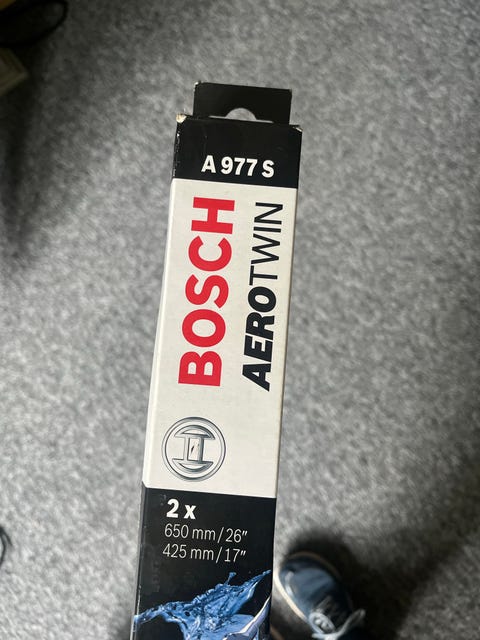 A 977 S
BOSCH
AEROTWIN
2 x
650 mm / 26"
425 mm / 17"